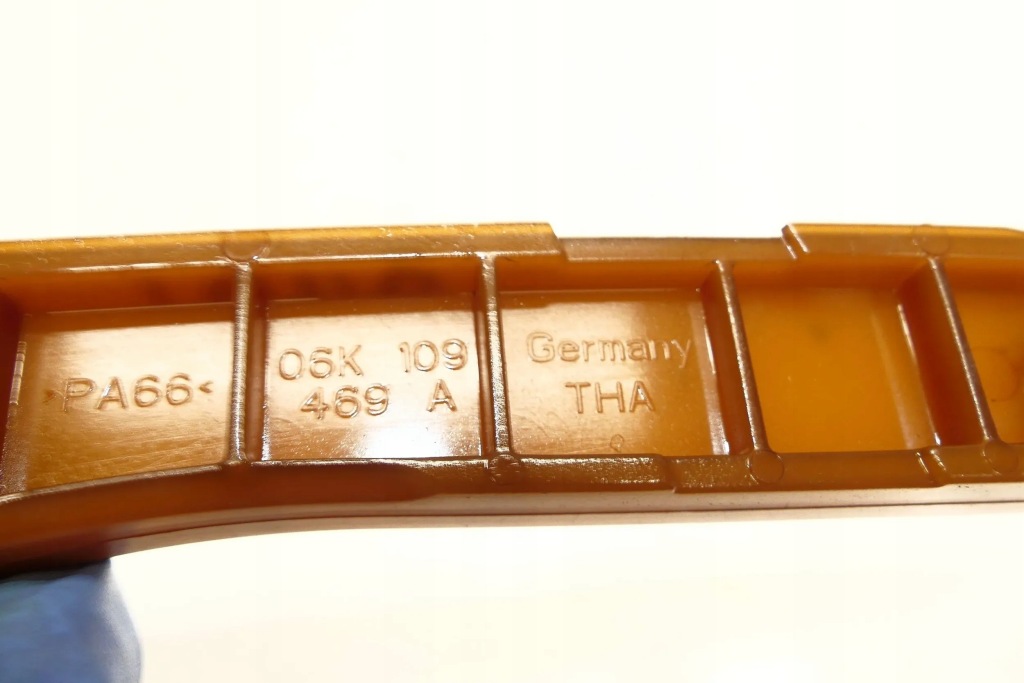 >PA66<
06K 109
469 A
Germany
THA